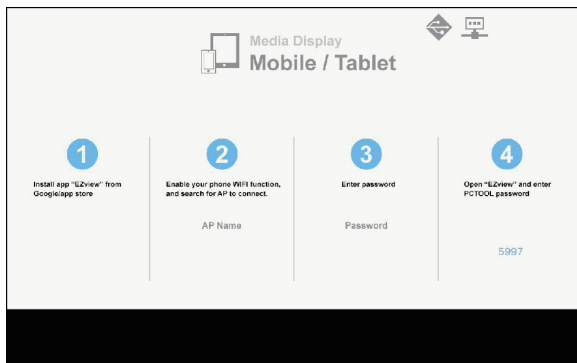 Media Display
Mobile / Tablet
1
Install app "EZview" from
Google/app store
2
Enable your phone WIFI function,
and search for AP to connect.
AP Name
3
Enter password
Password
4
Open "EZview" and enter
PCTOOL password
5997